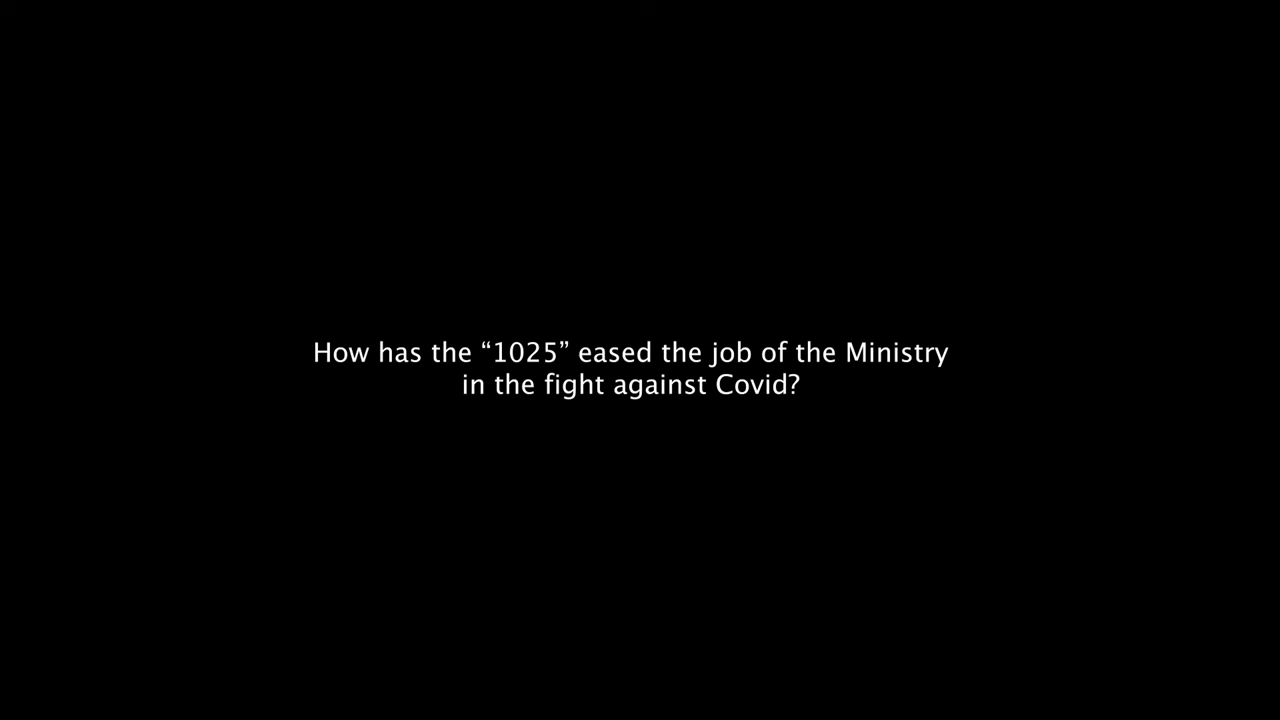 How has the “1025” eased the job of the Ministry
in the fight against Covid?